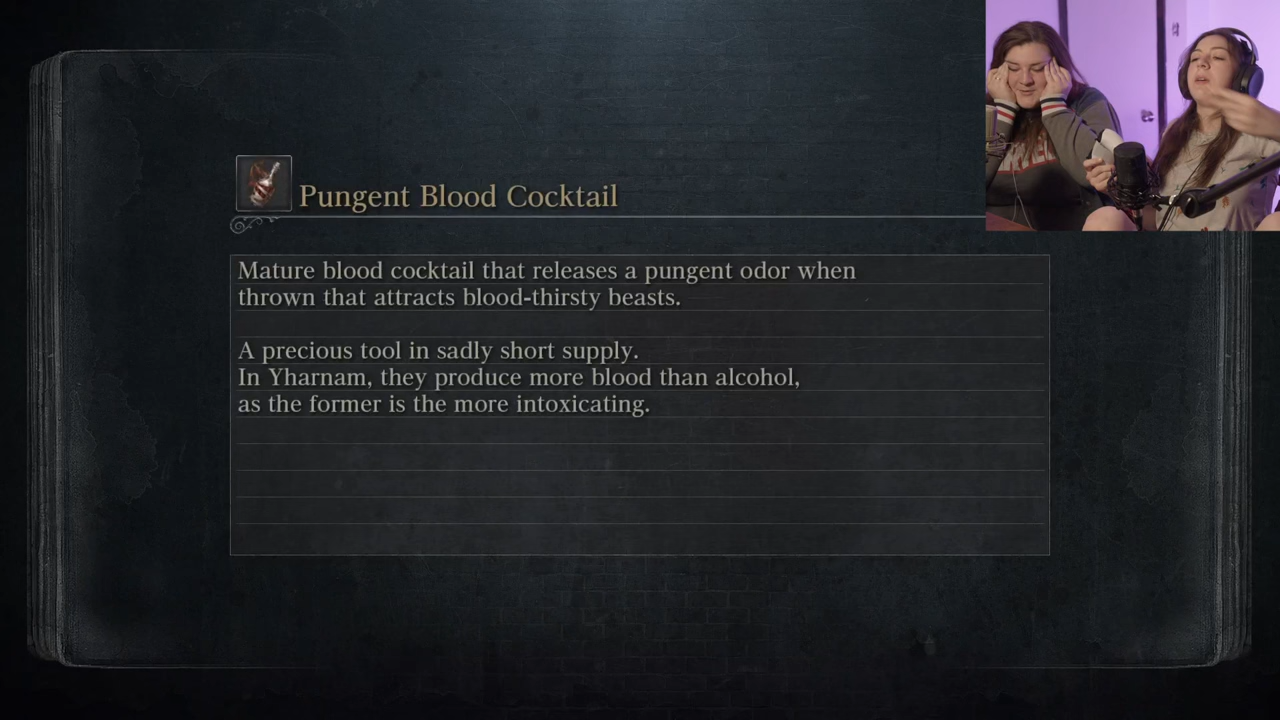 Pungent Blood Cocktail
Mature blood cocktail that releases a pungent odor when
thrown that attracts blood-thirsty beasts.
A precious tool in sadly short supply.
In Yharnam, they produce more blood than alcohol,
as the former is the more intoxicating.